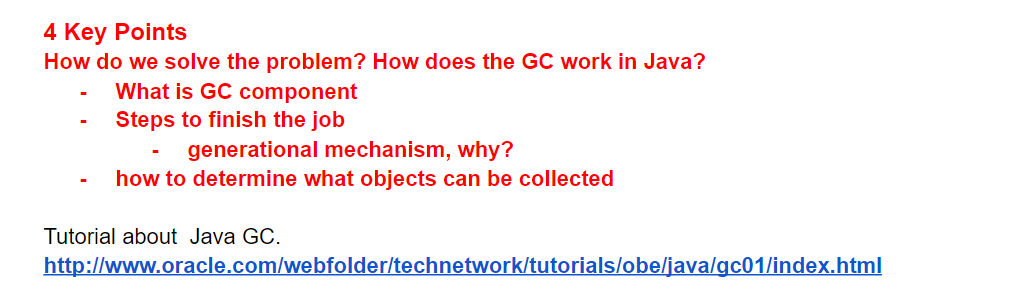 4 Key Points
How do we solve the problem? How does the GC work in Java?
- What is GC component
- Steps to finish the job
- generational mechanism, why?
- how to determine what objects can be collected
Tutorial about  Java GC.
http://www.oracle.com/webfolder/technetwork/tutorials/obe/java/gc01/index.html